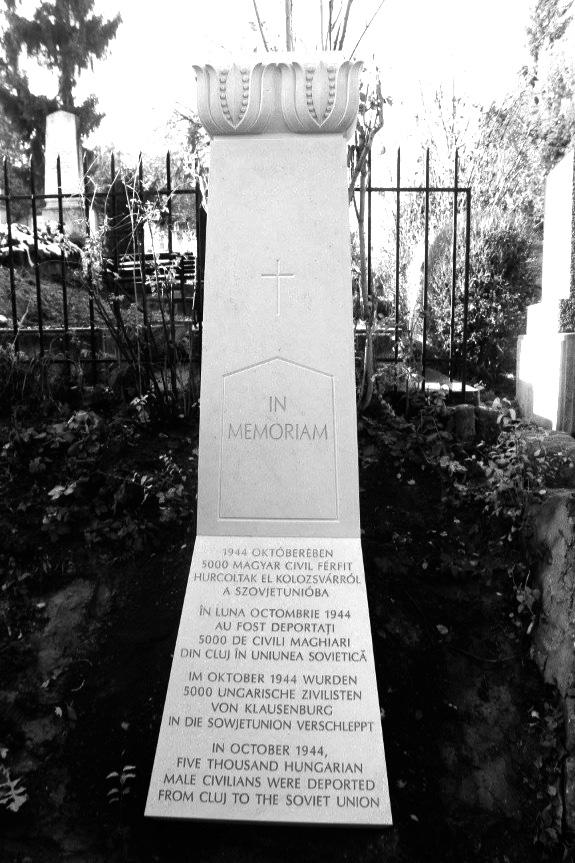 IN
MEMORIAM
1944 OKTÓBERÉBEN
5000 MAGYAR CIVIL FÉRFIT
HURCOLTAK EL KOLOZSVÁRRÓL
A SZOVJETUNIÓBA
ÎN LUNA OCTOMBRIE 1944
AU FOST DEPORTAȚI
5000 DE CIVILI MAGHIARI
DIN CLUJ ÎN UNIUNEA SOVIETICĂ
IM OKTOBER 1944 WURDEN
5000 UNGARISCHE ZIVILISTEN
VON KLAUSENBURG
IN DIE SOWJETUNION VERSCHLEPPT
IN OCTOBER 1944,
FIVE THOUSAND HUNGARIAN
MALE CIVILIANS WERE DEPORTED
FROM CLUJ TO THE SOVIET UNION